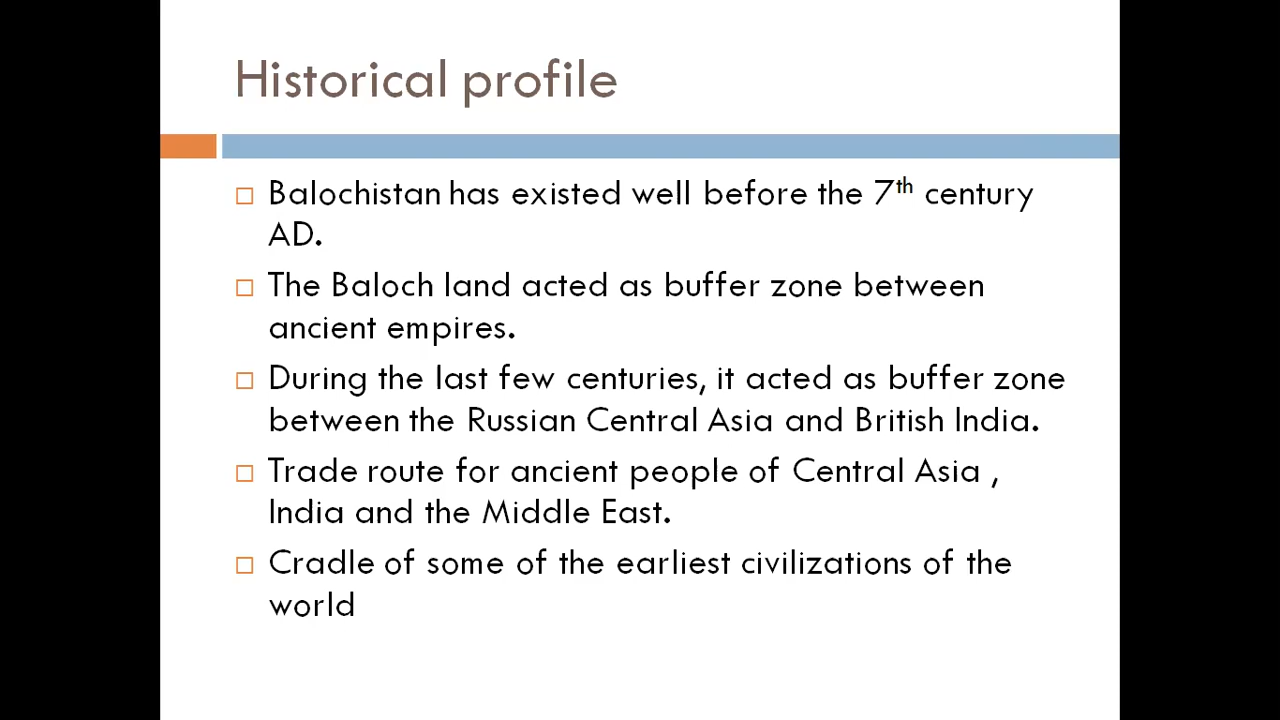 Historical profile
Balochistan has existed well before the 7th century
AD.
The Baloch land acted as buffer zone between
ancient empires.
During the last few centuries, it acted as buffer zone
between the Russian Central Asia and British India.
Trade route for ancient people of Central Asia ,
India and the Middle East.
Cradle of some of the earliest civilizations of the
world